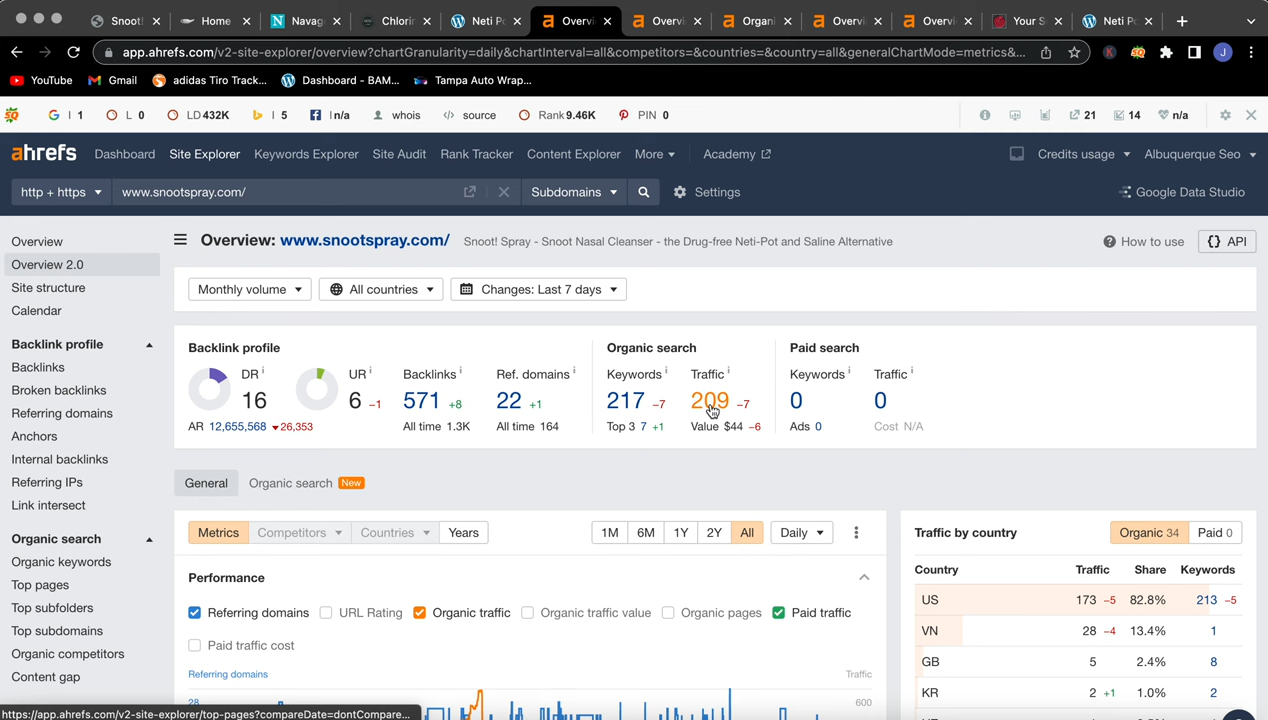 Snoot!
Home
Navag
Chlorin
Neti Po
Overvi
Overvi
Organi
Overvi
Overvi
Your Sc
Neti Po
app.ahrefs.com/v2-site-explorer/overview?chartGranularity=daily&chartInterval=all&competitors=&countries=&country=all&generalChartMode=metrics&...
YouTube
Gmail
adidas Tiro Track...
Dashboard - BAM...
Tampa Auto Wrap...
I 1
L 0
LD 432K
I 5
I n/a
whois
source
Rank 9.46K
PIN 0
21
14
n/a
ahrefs
Dashboard
Site Explorer
Keywords Explorer
Site Audit
Rank Tracker
Content Explorer
More
Academy
Credits usage
Albuquerque Seo
http + https
www.snootspray.com/
Subdomains
Settings
Google Data Studio
Overview
Overview 2.0
Site structure
Calendar
Backlink profile
Backlinks
Broken backlinks
Referring domains
Anchors
Internal backlinks
Referring IPs
Link intersect
Organic search
Organic keywords
Top pages
Top subfolders
Top subdomains
Organic competitors
Content gap
Overview: www.snootspray.com/
Snoot! Spray - Snoot Nasal Cleanser - the Drug-free Neti-Pot and Saline Alternative
How to use
{} API
Monthly volume
All countries
Changes: Last 7 days
Backlink profile
DR i
16
AR 12,655,568 26,353
UR i
6 -1
Backlinks i
571 +8
All time 1.3K
Ref. domains i
22 +1
All time 164
Organic search
Keywords i
217 -7
Top 3 7 +1
Traffic i
209 -7
Value $44 -6
Paid search
Keywords i
0
Ads 0
Traffic i
0
Cost N/A
General
Organic search New
Metrics
Competitors
Countries
Years
1M
6M
1Y
2Y
All
Daily
Performance
Referring domains
URL Rating
Organic traffic
Organic traffic value
Organic pages
Paid traffic
Paid traffic cost
Referring domains
Traffic
28
600
Traffic by country
Organic 34
Paid 0
Country Traffic Share Keywords
US 173 -5 82.8% 213 -5
VN 28 -4 13.4% 1
GB 5 2.4% 8
KR 2 +1 1.0% 2
https://app.ahrefs.com/v2-site-explorer/top-pages?compareDate=dontCompare...